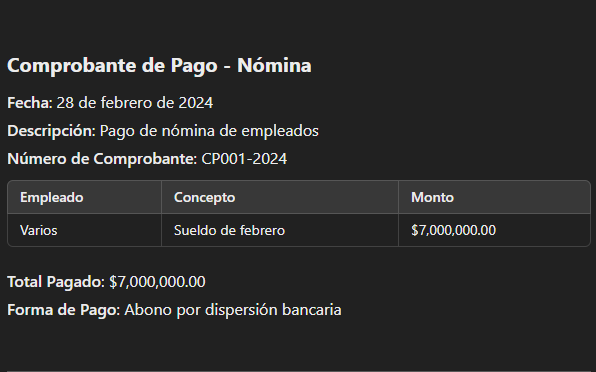 Comprobante de Pago - Nómina
Fecha: 28 de febrero de 2024
Descripción: Pago de nómina de empleados
Número de Comprobante: CP001-2024
Empleado Concepto Monto
Varios Sueldo de febrero $7,000,000.00
Total Pagado: $7,000,000.00
Forma de Pago: Abono por dispersión bancaria